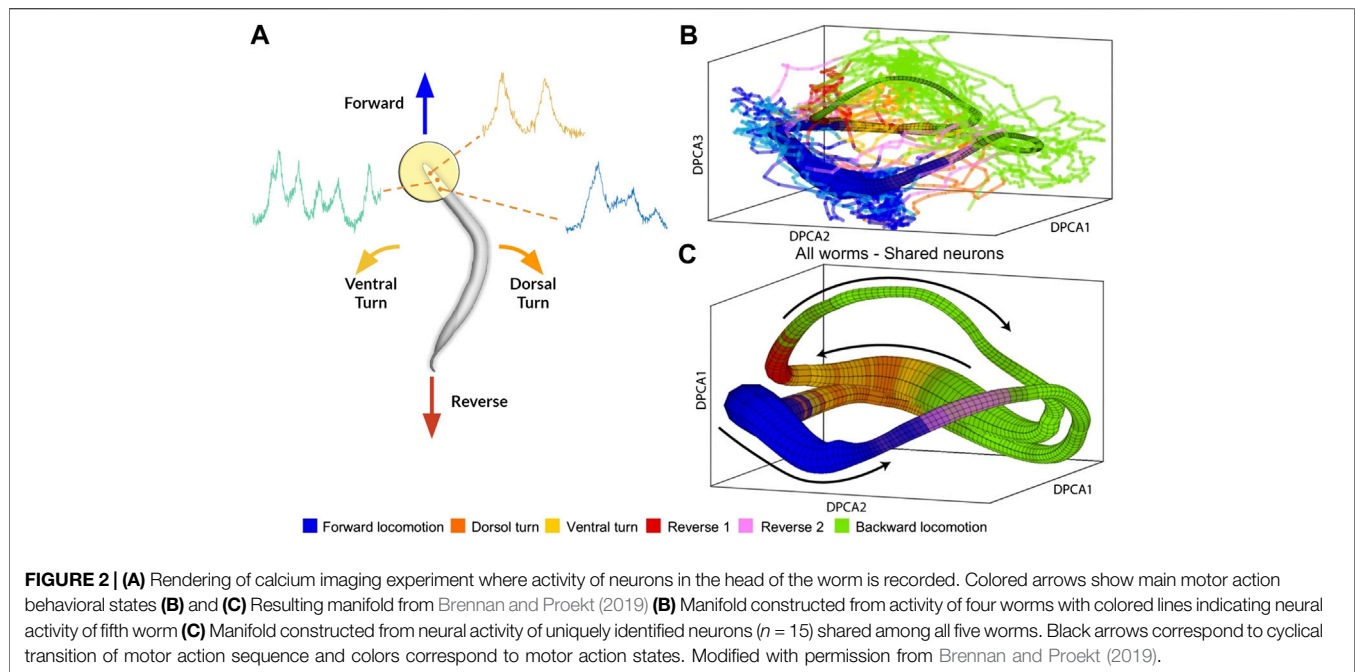 A
Forward
Ventral
Turn
Dorsal
Turn
Reverse
B
DPCA3
DPCA2
DPCA1
All worms - Shared neurons
C
DPCA1
DPCA2
DPCA1
Forward locomotion Dorsol turn Ventral turn Reverse 1 Reverse 2 Backward locomotion
FIGURE 2 | (A) Rendering of calcium imaging experiment where activity of neurons in the head of the worm is recorded. Colored arrows show main motor action
behavioral states (B) and (C) Resulting manifold from Brennan and Proekt (2019) (B) Manifold constructed from activity of four worms with colored lines indicating neural
activity of fifth worm (C) Manifold constructed from neural activity of uniquely identified neurons (n = 15) shared among all five worms. Black arrows correspond to cyclical
transition of motor action sequence and colors correspond to motor action states. Modified with permission from Brennan and Proekt (2019).